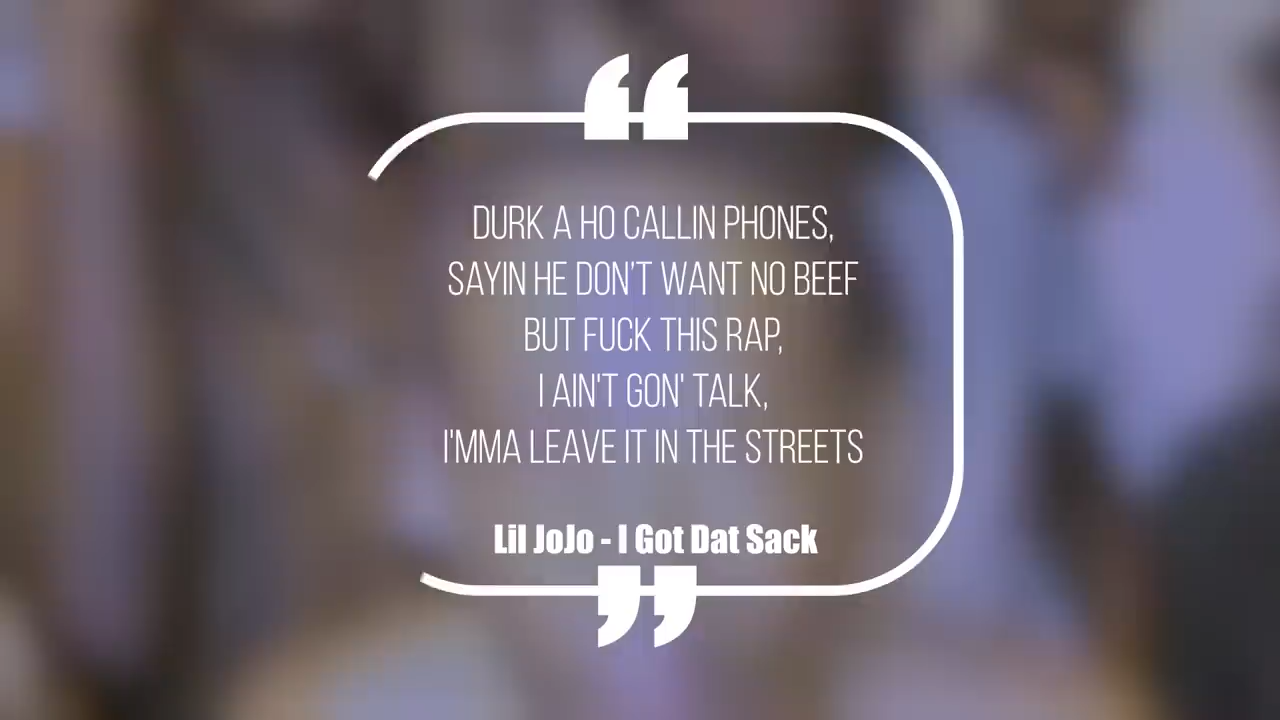 DURK A HO CALLIN PHONES,
SAYIN HE DON'T WANT NO BEEF
BUT FUCK THIS RAP,
I AIN'T GON' TALK,
I'MMA LEAVE IT IN THE STREETS
Lil JoJo - I Got Dat Sack